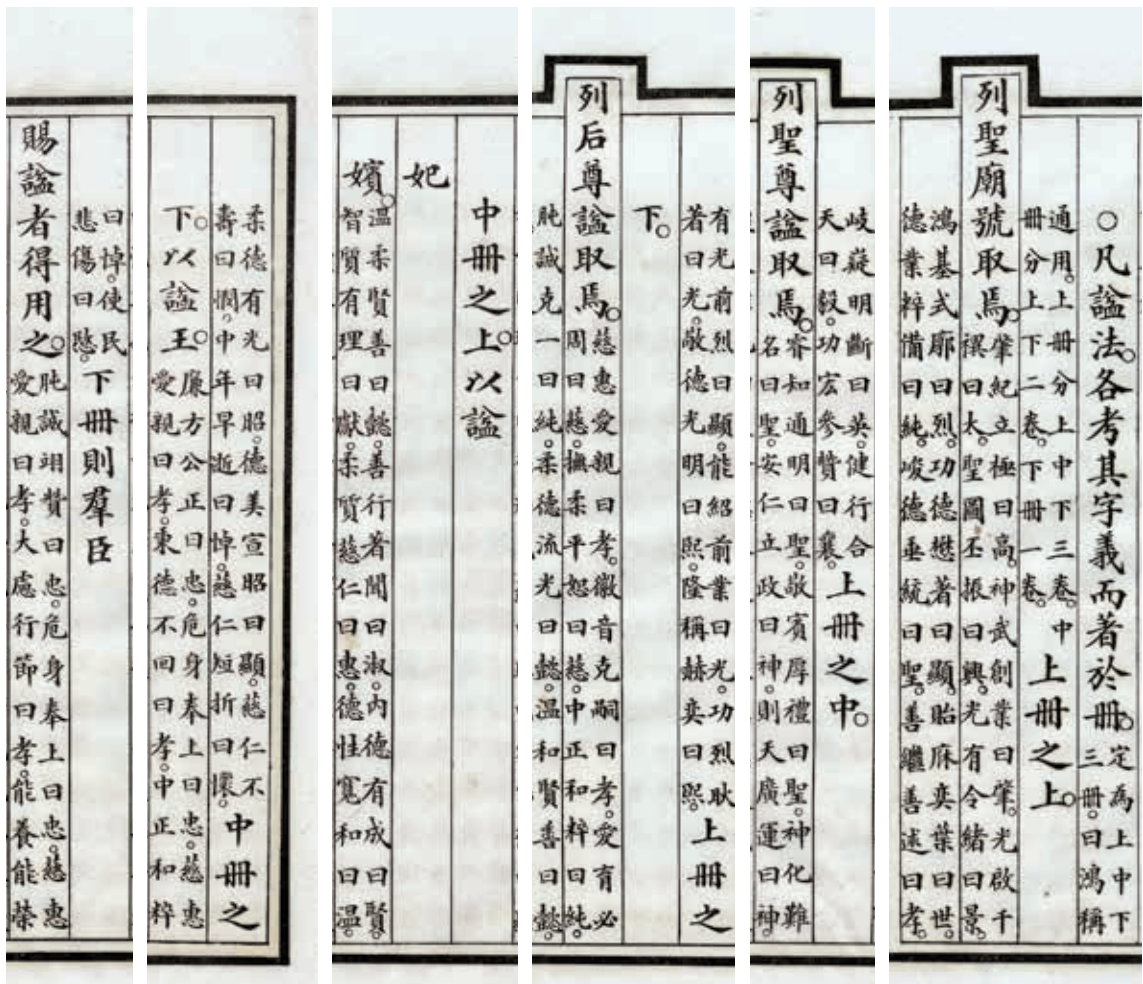 ○凡諡法。各考其字義而著於冊。定為上中下
三冊。曰鴻稱
通用。上冊分上中下三卷。中
冊分上下二卷。下冊一卷。上冊之上。
列聖廟號取焉。肇紀立極曰高。神武創業曰肇。光啟千
禩曰太。聖圖丕振曰興。光有令緒曰景。
鴻基式廓曰烈。功德懋著曰顯。貽庥奕葉曰世。
德業粹備曰純。峻德垂統曰聖。善繼善述曰孝。
岐嶷明斷曰英。健行合
天曰毅。功宏參贊曰襄。上冊之中。
列聖尊諡取焉。睿知通明曰聖。敬賓厚禮曰聖。神化難
名曰聖。安仁立政曰神。則天廣運曰神。
有光前烈曰顯。能紹前業曰光。功烈耿
著曰光。敬德光明曰熙。隆稱赫奕曰熙。上冊之
下。
列后尊諡取焉。慈惠愛親曰孝。徽音克嗣曰孝。愛有必
周曰慈。撫柔平恕曰慈。中正和粹曰純。
肫誠克一曰純。柔德流光曰懿。溫和賢善曰懿。
中冊之上。以諡
妃
嬪。溫柔賢善曰懿。善行著聞曰淑。內德有成曰賢。
智質有理曰獻。柔質慈仁曰惠。德性寬和曰溫。
柔德有光曰昭。德美宣昭曰顯。慈仁不
壽曰憫。中年早逝曰悼。慈仁短折曰懷。中冊之
下。以諡王。廉方公正曰忠。危身奉上曰忠。慈惠
愛親曰孝。秉德不回曰孝。中正和粹
曰悼。使民
悲傷曰愍。下冊則羣臣
賜諡者得用之。肫誠翊贊曰忠。危身奉上曰忠。慈惠
愛親曰孝。大慮行節曰孝。能養能榮